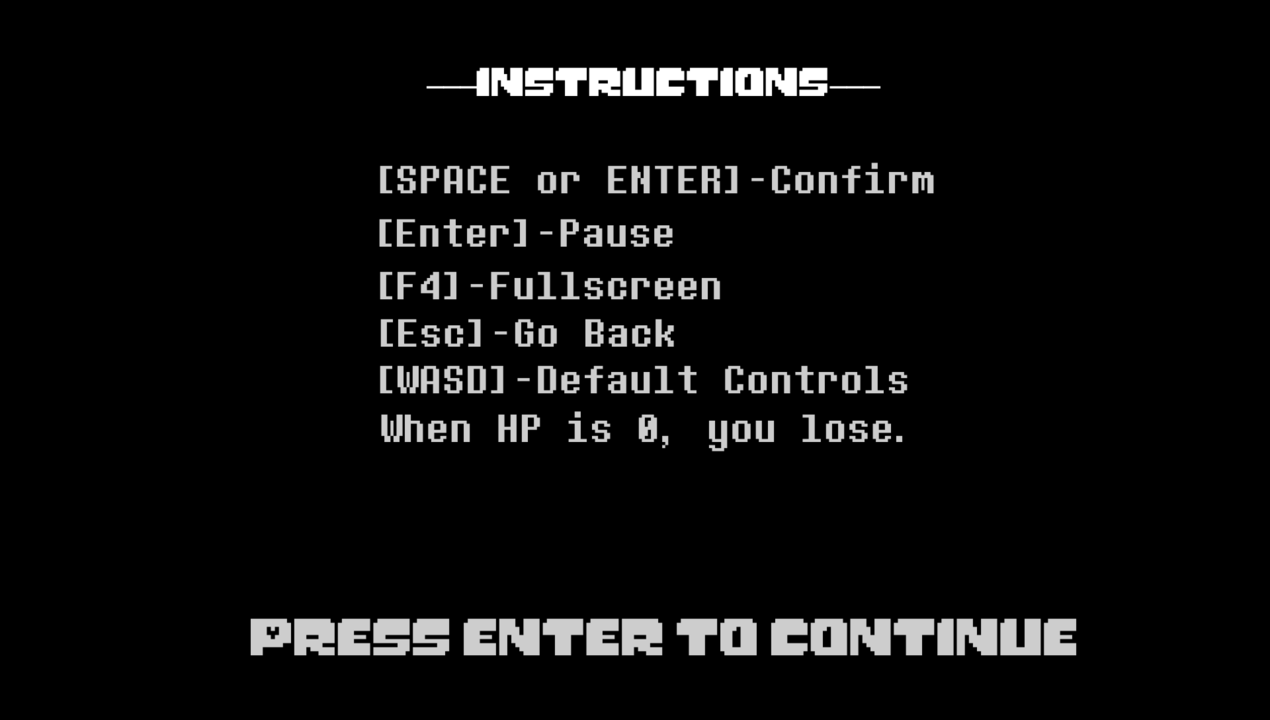 INSTRUCTIONS
[SPACE or ENTER]-Confirm
[Enter]-Pause
[F4]-Fullscreen
[Esc]-Go Back
[WASD]-Default Controls
When HP is 0, you lose.
PRESS ENTER TO CONTINUE